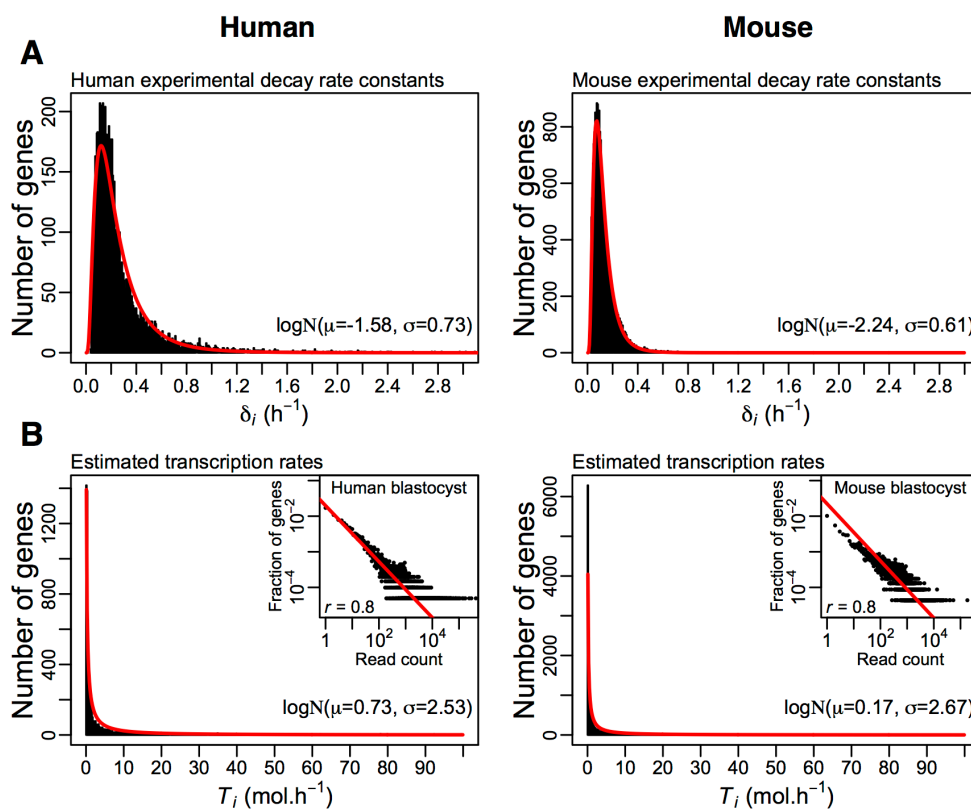 Human
Mouse
A
Human experimental decay rate constants
Number of genes
200
150
100
50
0
logN(μ=-1.58, σ=0.73)
0.0 0.4 0.8 1.2 1.6 2.0 2.4 2.8
δi (h−1)
Mouse experimental decay rate constants
Number of genes
800
600
400
200
0
logN(μ=-2.24, σ=0.61)
0.0 0.4 0.8 1.2 1.6 2.0 2.4 2.8
δi (h−1)
B
Estimated transcription rates
Number of genes
1200
800
400
0
Human blastocyst
Fraction of genes
10−2
10−4
r = 0.8
1 102 104
Read count
logN(μ=0.73, σ=2.53)
0 10 20 30 40 50 60 70 80 90
Ti (mol.h−1)
Estimated transcription rates
Number of genes
6000
4000
2000
0
Mouse blastocyst
Fraction of genes
10−2
10−4
r = 0.8
1 102 104
Read count
logN(μ=0.17, σ=2.67)
0 10 20 30 40 50 60 70 80 90
Ti (mol.h−1)